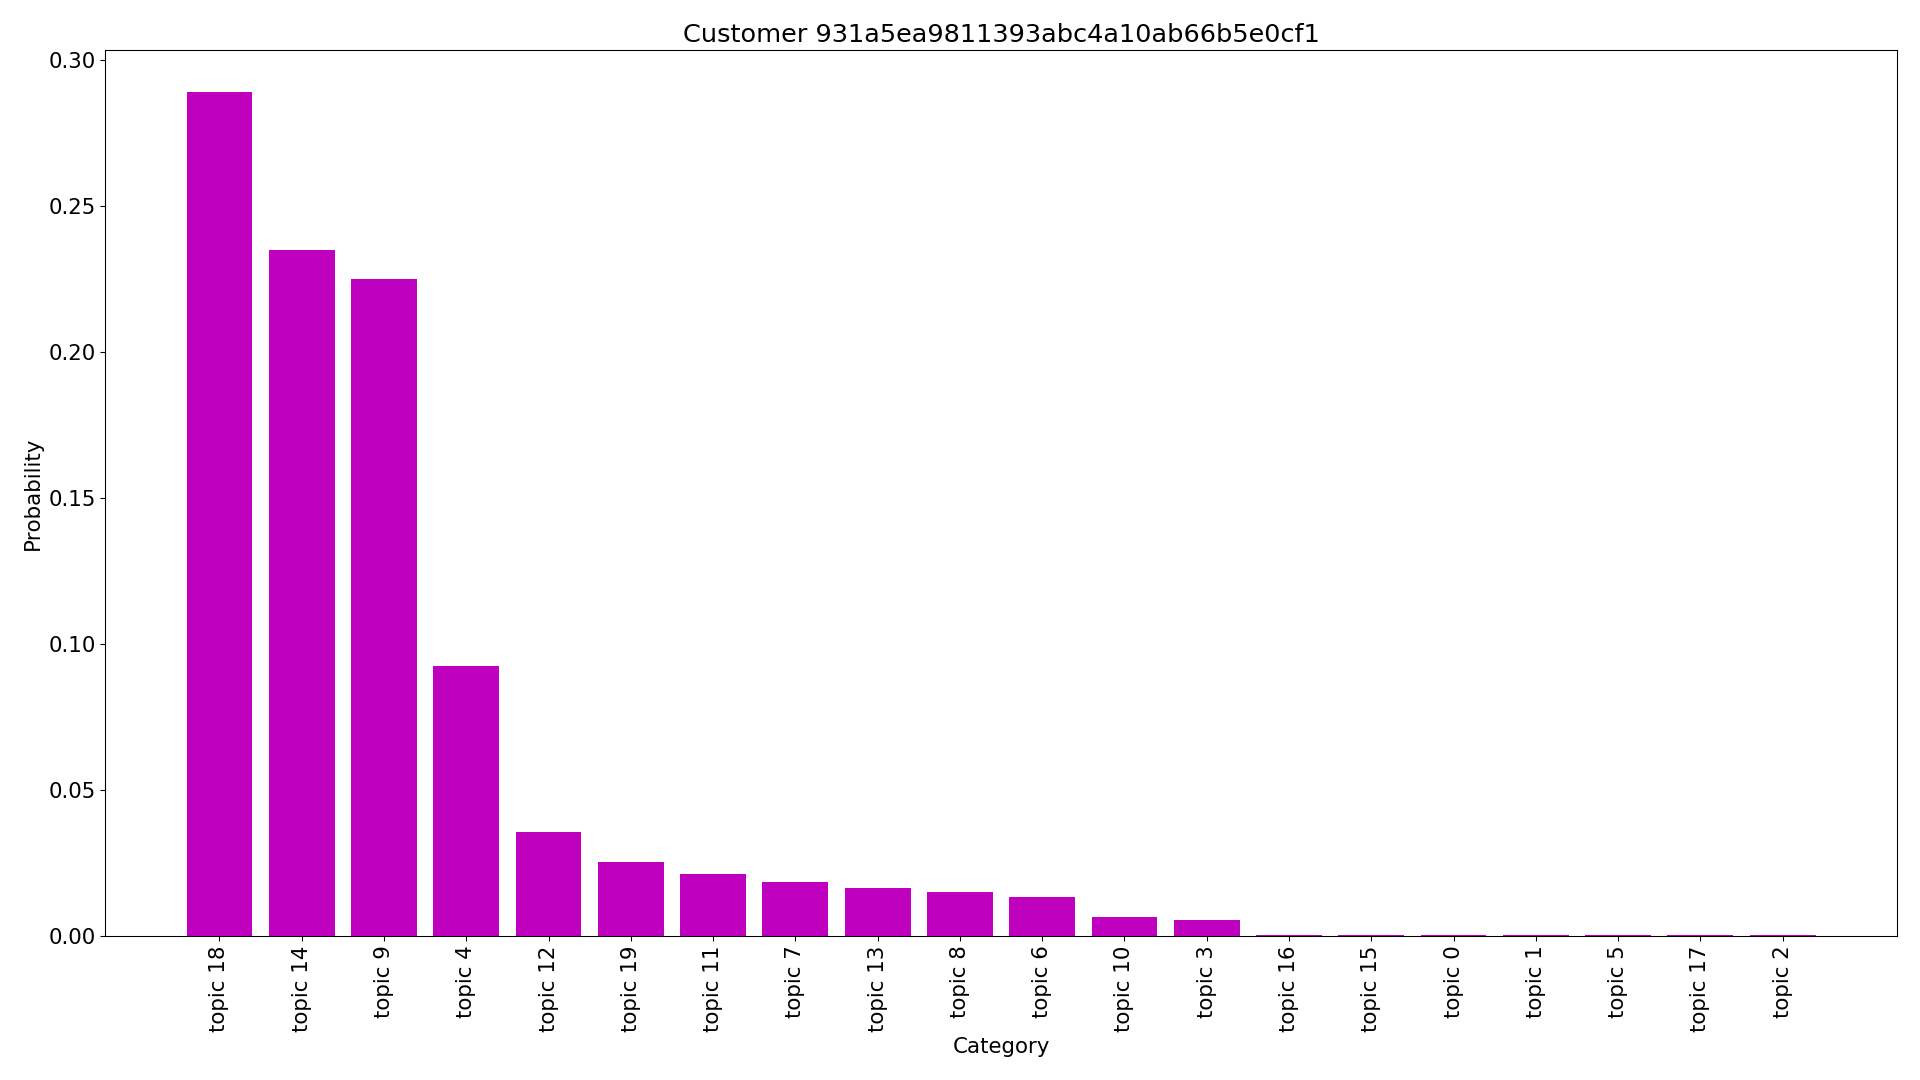 Customer 931a5ea9811393abc4a10ab66b5e0cf1
Probability
0.30
0.25
0.20
0.15
0.10
0.05
0.00
topic 18
topic 14
topic 9
topic 4
topic 12
topic 19
topic 11
topic 7
topic 13
topic 8
topic 6
topic 10
topic 3
topic 16
topic 15
topic 0
topic 1
topic 5
topic 17
topic 2
Category